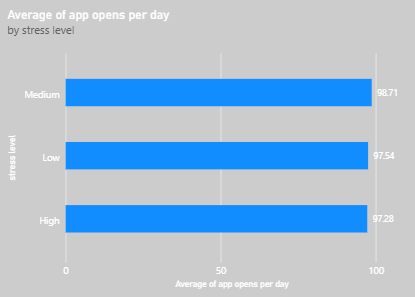 Average of app opens per day
by stress level
stress level
Medium
98.71
Low
97.54
High
97.28
0
50
100
Average of app opens per day